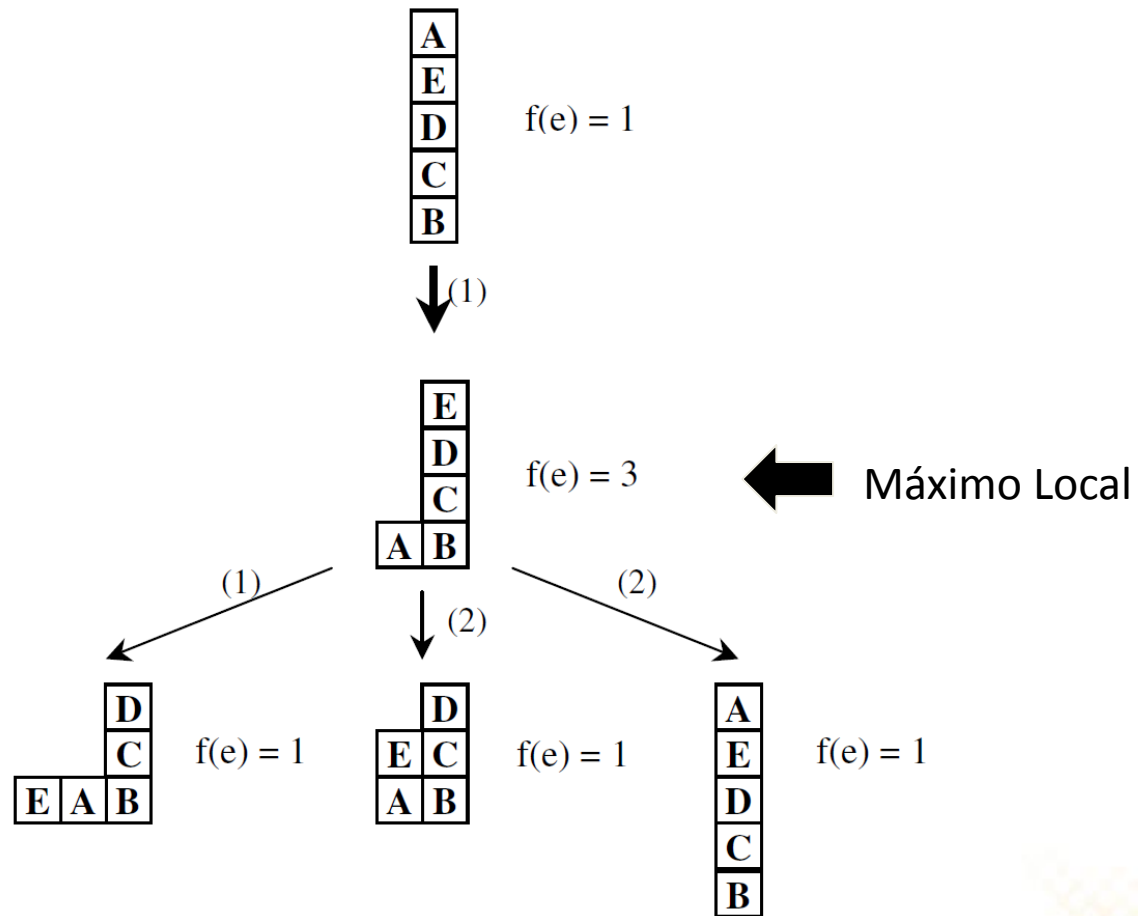 A
E
D
C
B
f(e) = 1
(1)
E
D
C
A B
f(e) = 3
Máximo Local
(1)
(2)
(2)
D
C
E A B
f(e) = 1
D
E C
A B
f(e) = 1
A
E
D
C
B
f(e) = 1